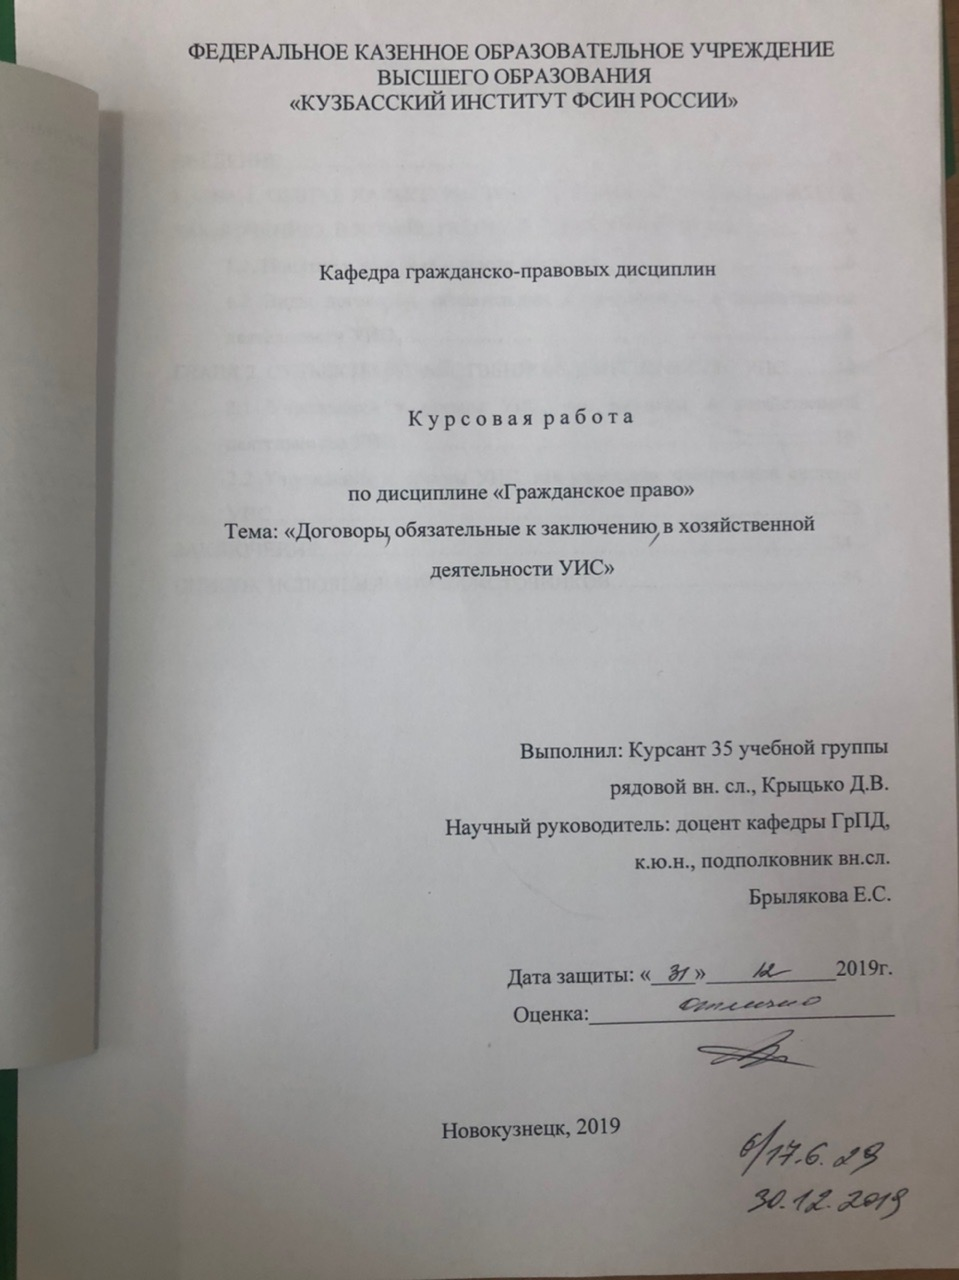 ФЕДЕРАЛЬНОЕ КАЗЕННОЕ ОБРАЗОВАТЕЛЬНОЕ УЧРЕЖДЕНИЕ
ВЫСШЕГО ОБРАЗОВАНИЯ
«КУЗБАССКИЙ ИНСТИТУТ ФСИН РОССИИ»
Кафедра гражданско-правовых дисциплин
Курсовая работа
по дисциплине «Гражданское право»
Тема: «Договоры, обязательные к заключению, в хозяйственной
деятельности УИС»
Выполнил: Курсант 35 учебной группы
рядовой вн. сл., Крыцько Д.В.
Научный руководитель: доцент кафедры ГрПД,
к.ю.н., подполковник вн.сл.
Брылякова Е.С.
Дата защиты: «31» 12 2019г.
Оценка: отлично
Новокузнецк, 2019
б/17.6.29
30.12.2019